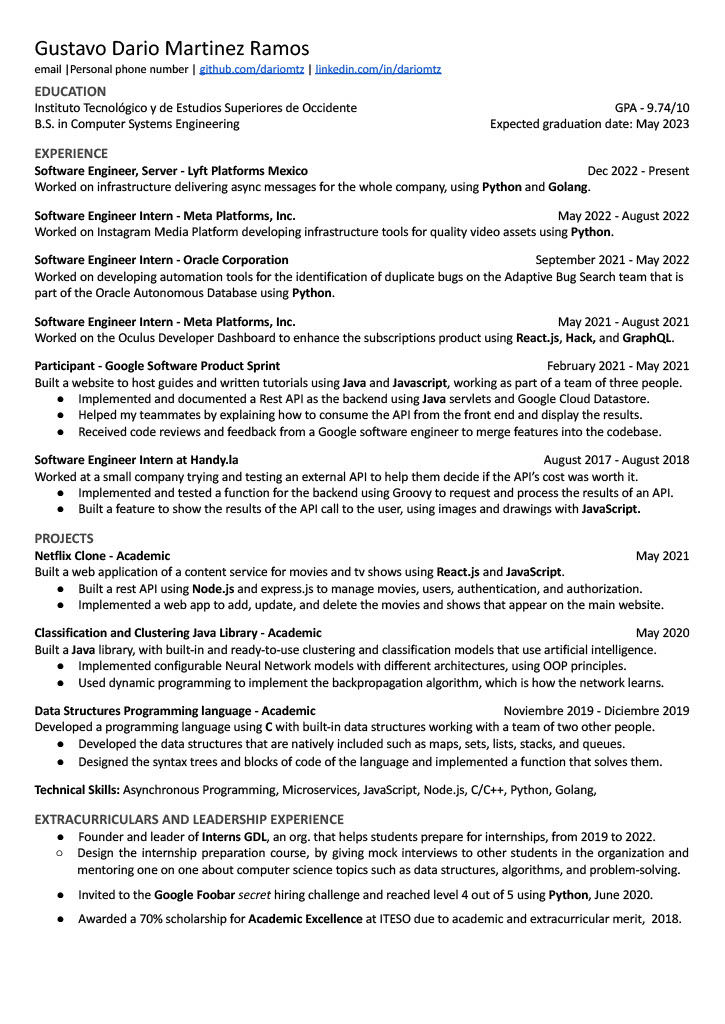 Gustavo Dario Martinez Ramos
email |Personal phone number | github.com/dariomtz | linkedin.com/in/dariomtz
EDUCATION
Instituto Tecnológico y de Estudios Superiores de Occidente GPA - 9.74/10
B.S. in Computer Systems Engineering Expected graduation date: May 2023
EXPERIENCE
Software Engineer, Server - Lyft Platforms Mexico Dec 2022 - Present
Worked on infrastructure delivering async messages for the whole company, using Python and Golang.
Software Engineer Intern - Meta Platforms, Inc. May 2022 - August 2022
Worked on Instagram Media Platform developing infrastructure tools for quality video assets using Python.
Software Engineer Intern - Oracle Corporation September 2021 - May 2022
Worked on developing automation tools for the identification of duplicate bugs on the Adaptive Bug Search team that is
part of the Oracle Autonomous Database using Python.
Software Engineer Intern - Meta Platforms, Inc. May 2021 - August 2021
Worked on the Oculus Developer Dashboard to enhance the subscriptions product using React.js, Hack, and GraphQL.
Participant - Google Software Product Sprint February 2021 - May 2021
Built a website to host guides and written tutorials using Java and Javascript, working as part of a team of three people.
● Implemented and documented a Rest API as the backend using Java servlets and Google Cloud Datastore.
● Helped my teammates by explaining how to consume the API from the front end and display the results.
● Received code reviews and feedback from a Google software engineer to merge features into the codebase.
Software Engineer Intern at Handy.la August 2017 - August 2018
Worked at a small company trying and testing an external API to help them decide if the API’s cost was worth it.
● Implemented and tested a function for the backend using Groovy to request and process the results of an API.
● Built a feature to show the results of the API call to the user, using images and drawings with JavaScript.
PROJECTS
Netflix Clone - Academic May 2021
Built a web application of a content service for movies and tv shows using React.js and JavaScript.
● Built a rest API using Node.js and express.js to manage movies, users, authentication, and authorization.
● Implemented a web app to add, update, and delete the movies and shows that appear on the main website.
Classification and Clustering Java Library - Academic May 2020
Built a Java library, with built-in and ready-to-use clustering and classification models that use artificial intelligence.
● Implemented configurable Neural Network models with different architectures, using OOP principles.
● Used dynamic programming to implement the backpropagation algorithm, which is how the network learns.
Data Structures Programming language - Academic Noviembre 2019 - Diciembre 2019
Developed a programming language using C with built-in data structures working with a team of two other people.
● Developed the data structures that are natively included such as maps, sets, lists, stacks, and queues.
● Designed the syntax trees and blocks of code of the language and implemented a function that solves them.
Technical Skills: Asynchronous Programming, Microservices, JavaScript, Node.js, C/C++, Python, Golang,
EXTRACURRICULARS AND LEADERSHIP EXPERIENCE
● Founder and leader of Interns GDL, an org. that helps students prepare for internships, from 2019 to 2022.
○ Design the internship preparation course, by giving mock interviews to other students in the organization and
mentoring one on one about computer science topics such as data structures, algorithms, and problem-solving.
● Invited to the Google Foobar secret hiring challenge and reached level 4 out of 5 using Python, June 2020.
● Awarded a 70% scholarship for Academic Excellence at ITESO due to academic and extracurricular merit, 2018.